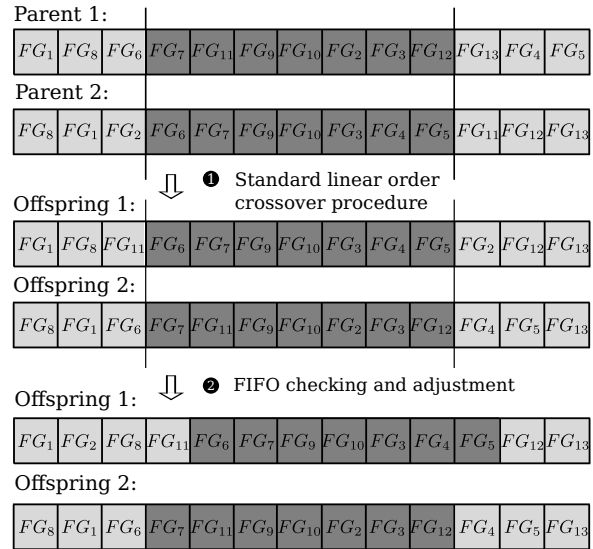 Parent 1:
FG₁ FG₈ FG₆ FG₇ FG₁₁ FG₉ FG₁₀ FG₂ FG₃ FG₁₂ FG₁₃ FG₄ FG₅
Parent 2:
FG₈ FG₁ FG₂ FG₆ FG₇ FG₉ FG₁₀ FG₃ FG₄ FG₅ FG₁₁ FG₁₂ FG₁₃
❶ Standard linear order
crossover procedure
Offspring 1:
FG₁ FG₈ FG₁₁ FG₆ FG₇ FG₉ FG₁₀ FG₃ FG₄ FG₅ FG₂ FG₁₂ FG₁₃
Offspring 2:
FG₈ FG₁ FG₆ FG₇ FG₁₁ FG₉ FG₁₀ FG₂ FG₃ FG₁₂ FG₄ FG₅ FG₁₃
❷ FIFO checking and adjustment
Offspring 1:
FG₁ FG₂ FG₈ FG₁₁ FG₆ FG₇ FG₉ FG₁₀ FG₃ FG₄ FG₅ FG₁₂ FG₁₃
Offspring 2:
FG₈ FG₁ FG₆ FG₇ FG₁₁ FG₉ FG₁₀ FG₂ FG₃ FG₁₂ FG₄ FG₅ FG₁₃